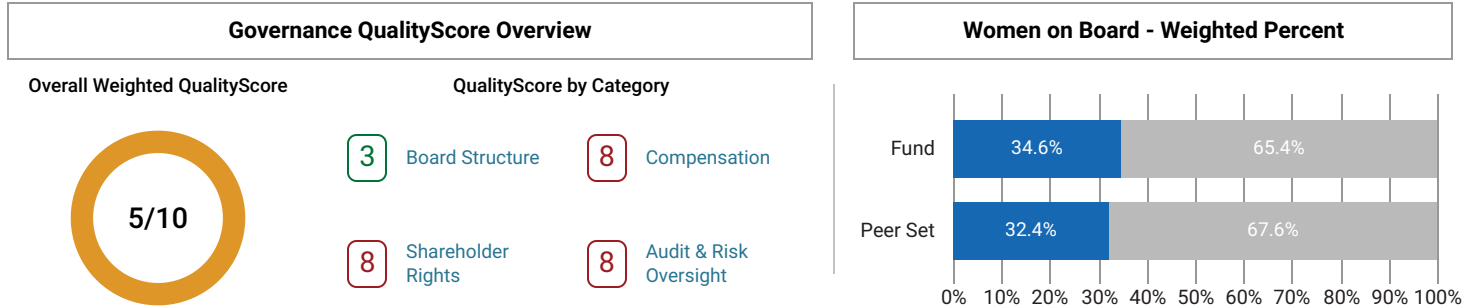 Governance QualityScore Overview
Overall Weighted QualityScore
QualityScore by Category
5/10
3 Board Structure
8 Compensation
8 Shareholder
Rights
8 Audit & Risk
Oversight
Women on Board - Weighted Percent
Fund 34.6% 65.4%
Peer Set 32.4% 67.6%
0% 10% 20% 30% 40% 50% 60% 70% 80% 90% 100%